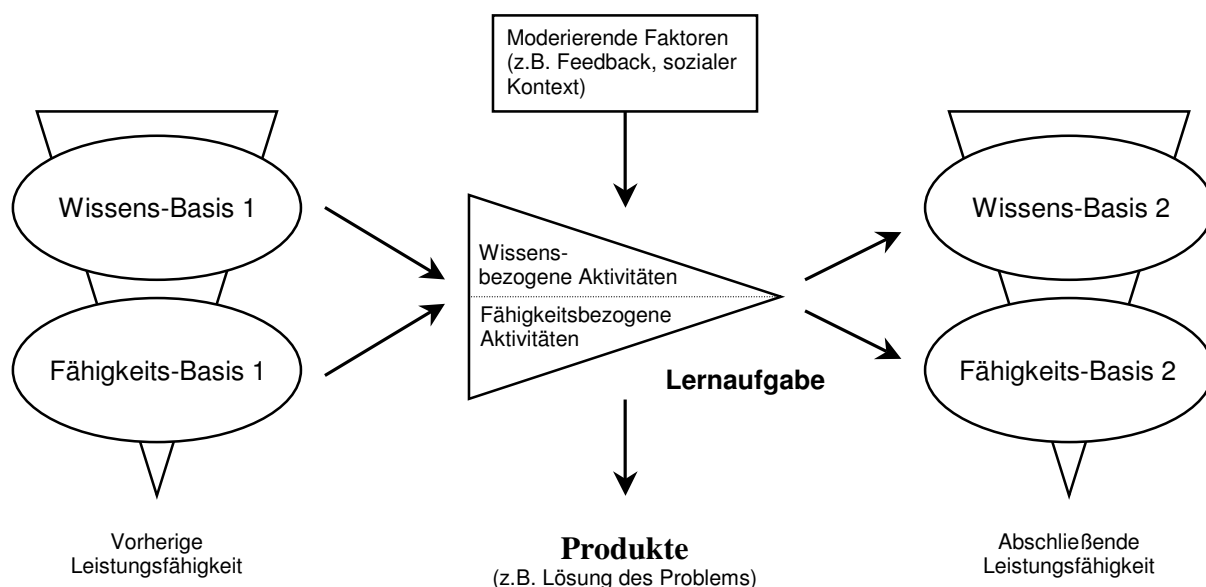 Moderierende Faktoren
(z.B. Feedback, sozialer
Kontext)
Wissens-Basis 1
Fähigkeits-Basis 1
Vorherige
Leistungsfähigkeit
Wissens-
bezogene Aktivitäten
Fähigkeitsbezogene
Aktivitäten
Lernaufgabe
Produkte
(z.B. Lösung des Problems)
Wissens-Basis 2
Fähigkeits-Basis 2
Abschließende
Leistungsfähigkeit